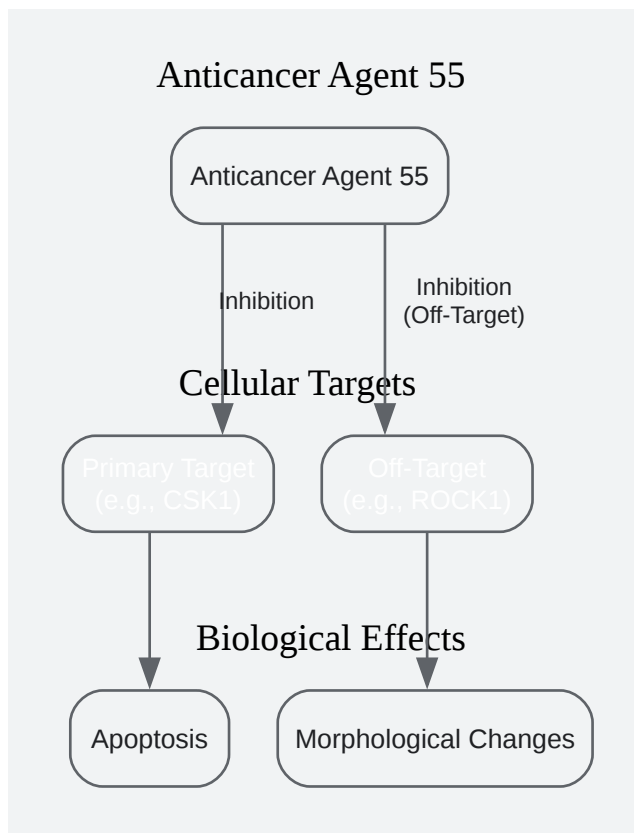 Anticancer Agent 55
Anticancer Agent 55
Inhibition
Inhibition
(Off-Target)
Cellular Targets
Primary Target
(e.g., CSK1)
Off-Target
(e.g., ROCK1)
Biological Effects
Apoptosis
Morphological Changes